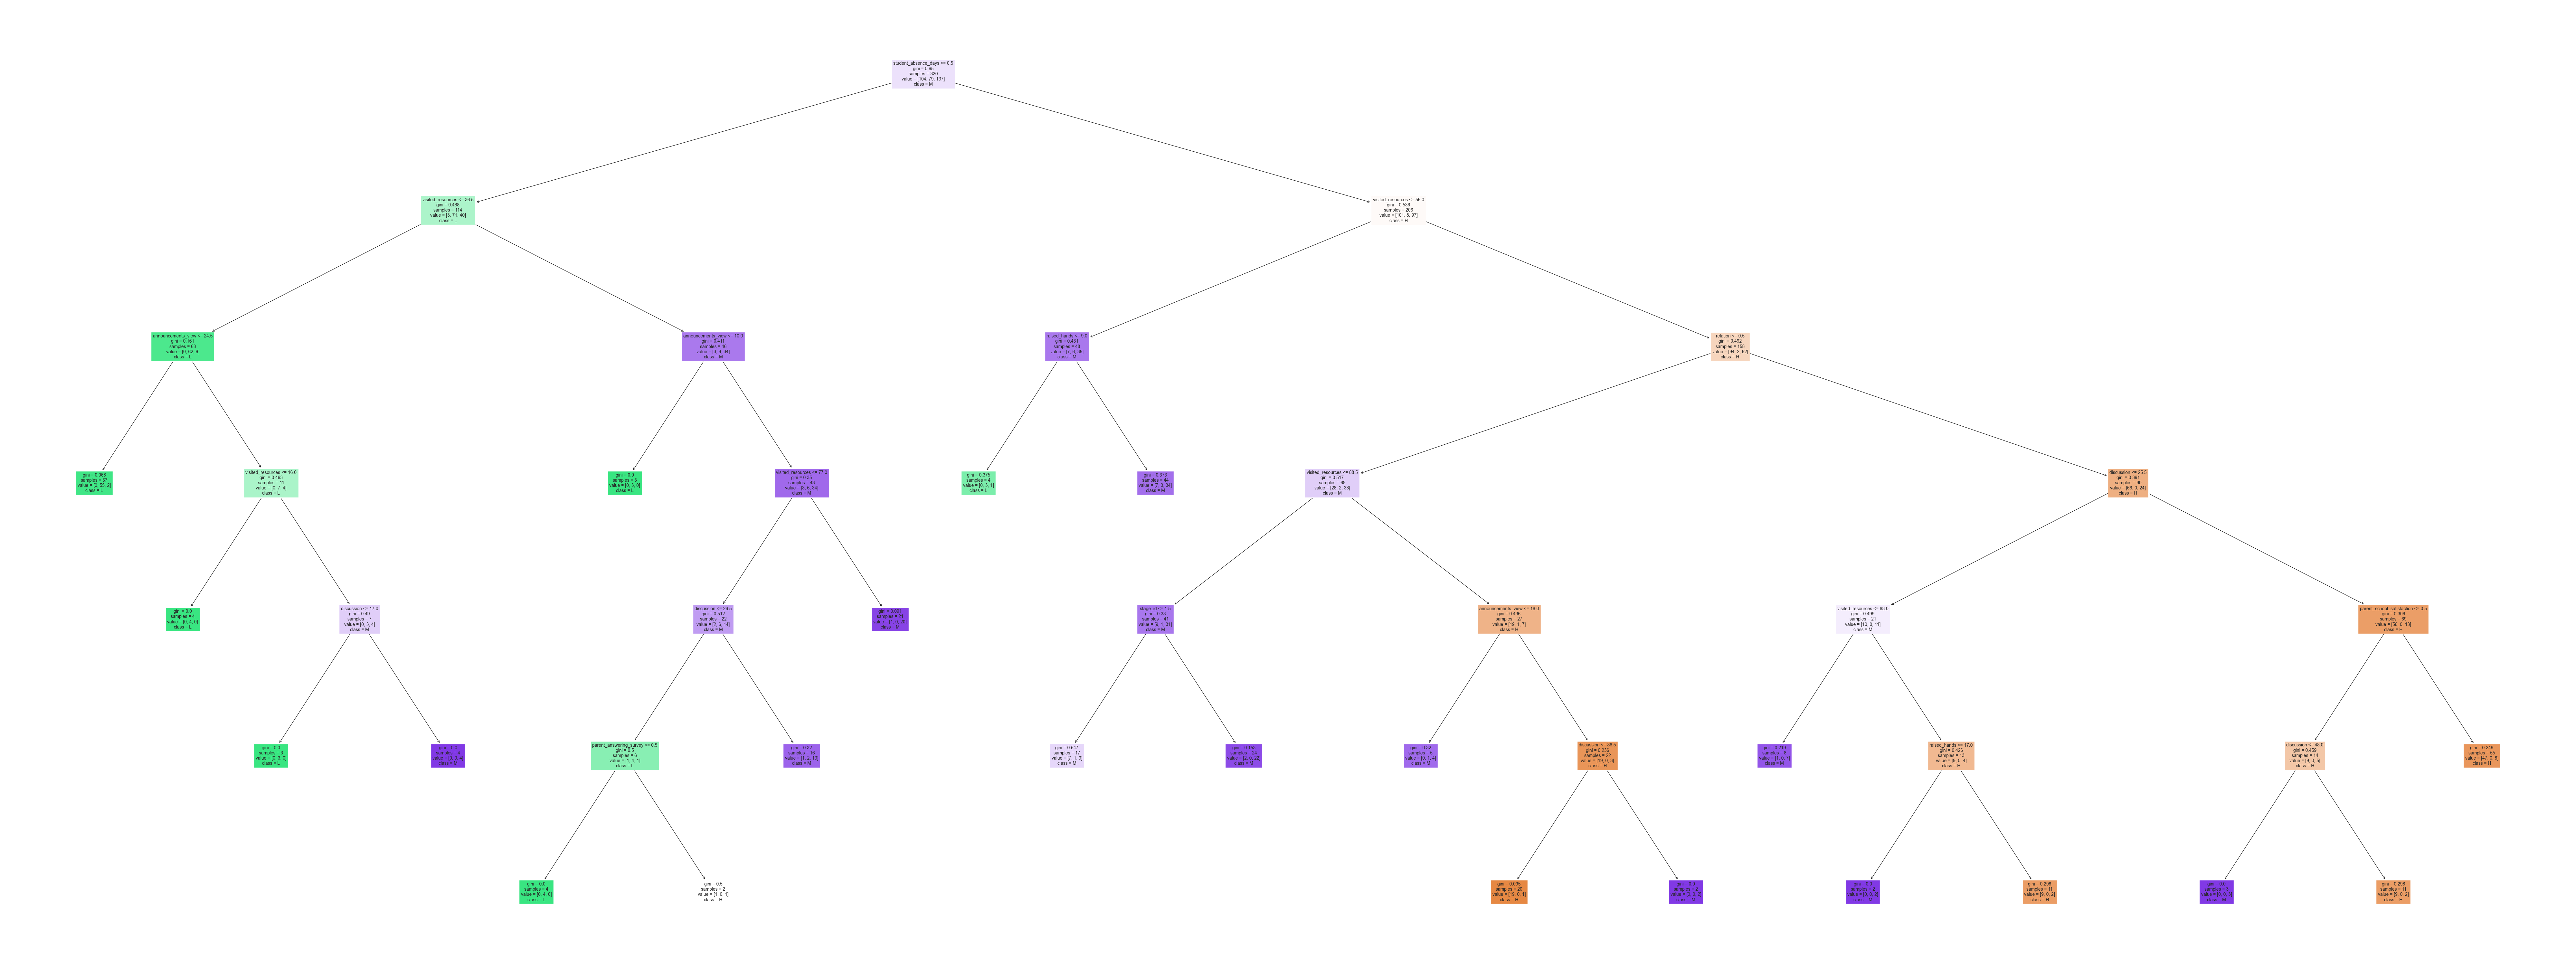 student_absence_days <= 0.5
gini = 0.65
samples = 320
value = [104, 79, 137]
class = M
visited_resources <= 36.5
gini = 0.488
samples = 114
value = [3, 71, 40]
class = L
visited_resources <= 56.0
gini = 0.536
samples = 206
value = [101, 8, 97]
class = H
announcements_view <= 24.5
gini = 0.161
samples = 68
value = [0, 62, 6]
class = L
announcements_view <= 10.0
gini = 0.411
samples = 46
value = [3, 9, 34]
class = M
raised_hands <= 9.0
gini = 0.431
samples = 48
value = [7, 6, 35]
class = M
relation <= 0.5
gini = 0.492
samples = 158
value = [94, 2, 62]
class = H
gini = 0.068
samples = 57
value = [0, 55, 2]
class = L
visited_resources <= 16.0
gini = 0.463
samples = 11
value = [0, 7, 4]
class = L
gini = 0.0
samples = 3
value = [0, 3, 0]
class = L
visited_resources <=
gini = 0.35
samples = 43
value = [3, 6, 34]
class = M
gini = 0.375
samples = 4
value = [0, 3, 1]
class = L
gini = 0.373
samples = 44
value = [7, 3, 34]
class = M
visited_resources <= 88.5
gini = 0.517
samples = 68
value = [28, 2, 38]
class = M
discussion <= 25.5
gini = 0.391
samples = 90
value = [66, 0, 24]
class = H
gini = 0.0
samples = 4
value = [0, 4, 0]
class = L
discussion <= 17.0
gini = 0.49
samples = 7
value = [0, 3, 4]
class = M
discussion <= 26.5
gini = 0.512
samples = 22
value = [2, 6, 14]
class = M
gini = 0.091
samples = 21
value = [1, 0, 20]
class = M
stage_id <= 1.5
gini = 0.38
samples = 41
value = [9, 1, 31]
class = M
announcements_view <= 18.0
gini = 0.436
samples = 27
value = [19, 1, 7]
class = H
visited_resources <= 88.0
gini = 0.499
samples = 21
value = [10, 0, 11]
class = M
parent_school_satisfaction <= 0.5
gini = 0.306
samples = 69
value = [56, 0, 13]
class = H
gini = 0.0
samples = 3
value = [0, 3, 0]
class = L
gini = 0.0
samples = 4
value = [0, 0, 4]
class = M
parent_answering_survey <= 0.5
gini = 0.5
samples = 6
value = [1, 4, 1]
class = L
gini = 0.32
samples = 16
value = [1, 2, 13]
class = M
gini = 0.547
samples = 17
value = [7, 1, 9]
class = M
gini = 0.153
samples = 24
value = [2, 0, 22]
class = M
gini = 0.32
samples = 5
value = [0, 1, 4]
class = M
discussion <=
gini = 0.236
samples = 22
value = [19, 0, 3]
class = H
gini = 0.219
samples = 8
value = [1, 0, 7]
class = M
raised_hands <= 17.0
gini = 0.426
samples = 13
value = [9, 0, 4]
class = H
discussion <= 48.5
gini = 0.459
samples = 14
value = [9, 0, 5]
class = H
gini = 0.249
samples = 55
value = [47, 0, 8]
class = H
gini = 0.0
samples = 4
value = [0, 4, 0]
class = L
gini = 0.5
samples = 2
value = [1, 0, 1]
class = H
gini = 0.095
samples = 20
value = [19, 0, 1]
class = H
gini = 0.0
samples = 2
value = [0, 0, 2]
class = M
gini = 0.0
samples = 2
value = [0, 0, 2]
class = M
gini = 0.298
samples = 11
value = [9, 0, 2]
class = H
gini = 0.0
samples = 3
value = [0, 0, 3]
class = M
gini = 0.298
samples = 11
value = [9, 0, 2]
class = H